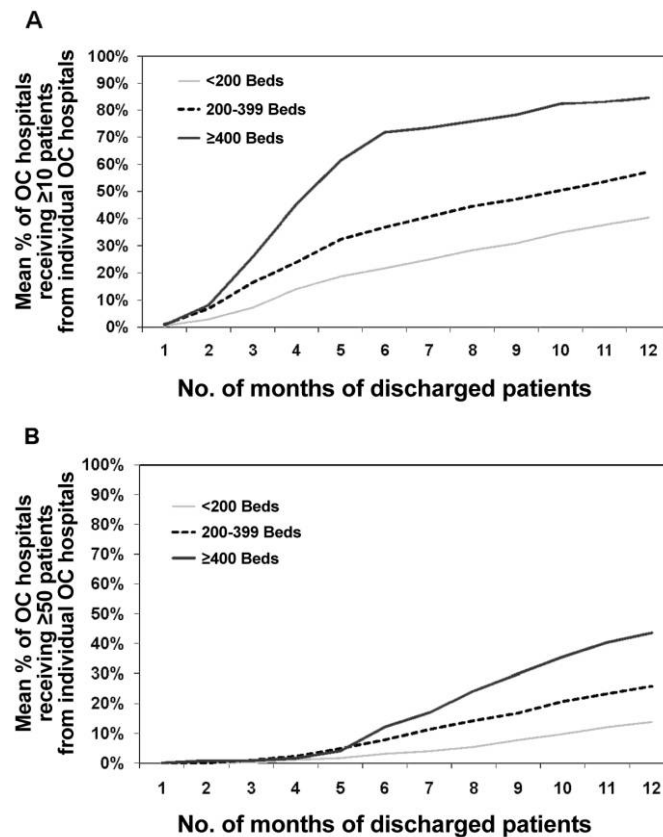 A
Mean % of OC hospitals
receiving ≥10 patients
from individual OC hospitals
100%
90%
80%
70%
60%
50%
40%
30%
20%
10%
0%
<200 Beds
200-399 Beds
≥400 Beds
1 2 3 4 5 6 7 8 9 10 11 12
No. of months of discharged patients
B
Mean % of OC hospitals
receiving ≥50 patients
from individual OC hospitals
100%
90%
80%
70%
60%
50%
40%
30%
20%
10%
0%
<200 Beds
200-399 Beds
≥400 Beds
1 2 3 4 5 6 7 8 9 10 11 12
No. of months of discharged patients